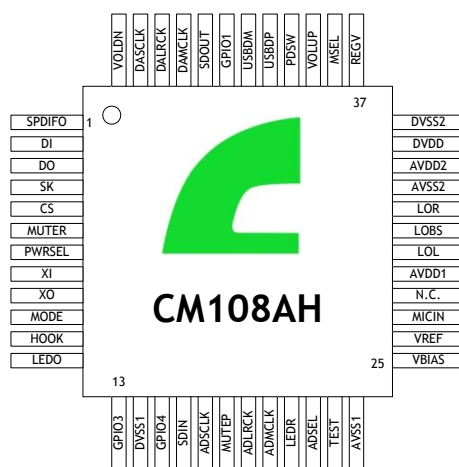 VOLDN
DASCLK
DALRCK
DAMCLK
SDOUT
GPIO1
USBDM
USBDP
PDSW
VOLUP
MSEL
REGV
37
1
SPDIFO
DI
DO
SK
CS
MUTER
PWRSEL
XI
XO
MODE
HOOK
LEDO
DVSS2
DVDD
AVDD2
AVSS2
LOR
LOBS
LOL
AVDD1
N.C.
MICIN
VREF
VBIAS
CM108AH
13
25
GPIO3
DVSS1
GPIO4
SDIN
ADSCLK
MUTEP
ADLRCK
ADMCLK
LEDR
ADSEL
TEST
AVSS1